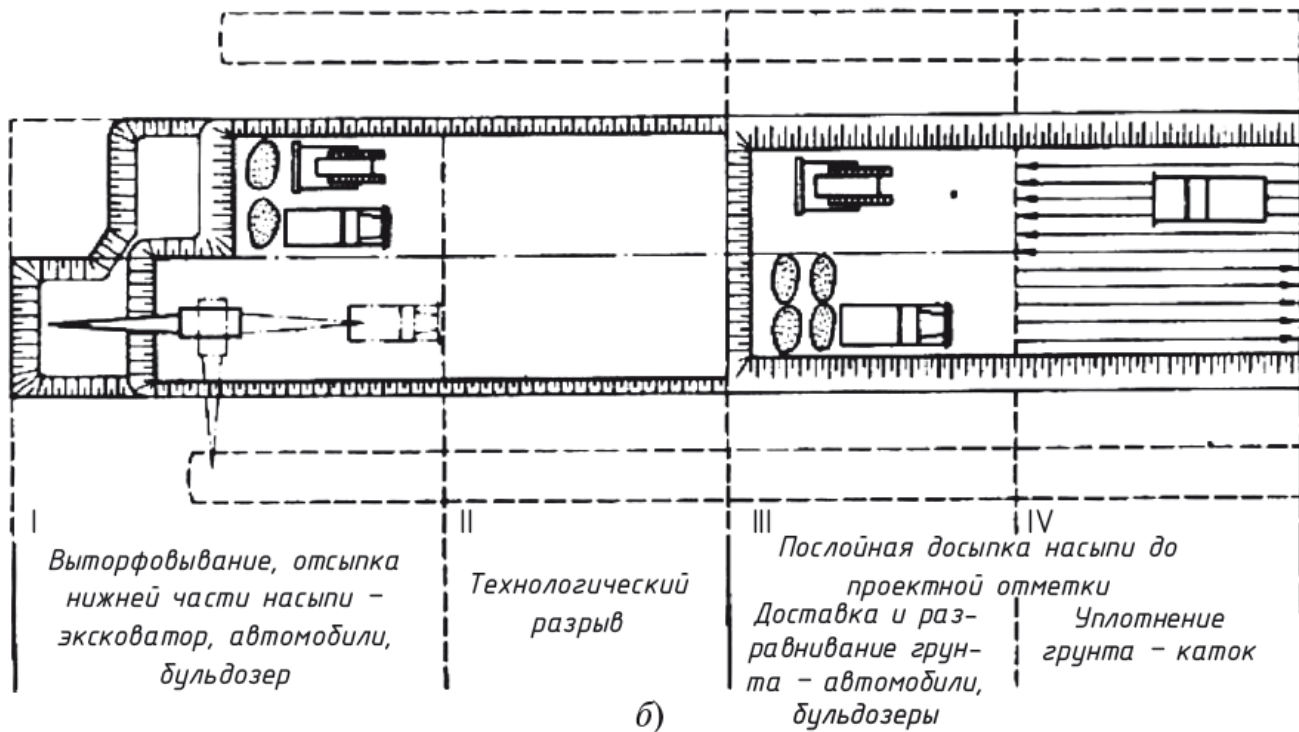 I
II
III
IV
Выторфовывание, отсыпка
нижней части насыпи –
эксковатор, автомобили,
бульдозер
Технологический
разрыв
Послойная досыпка насыпи до
проектной отметки
Доставка и раз-
равнивание грун-
та – автомобили,
бульдозеры
Уплотнение
грунта – каток
б)